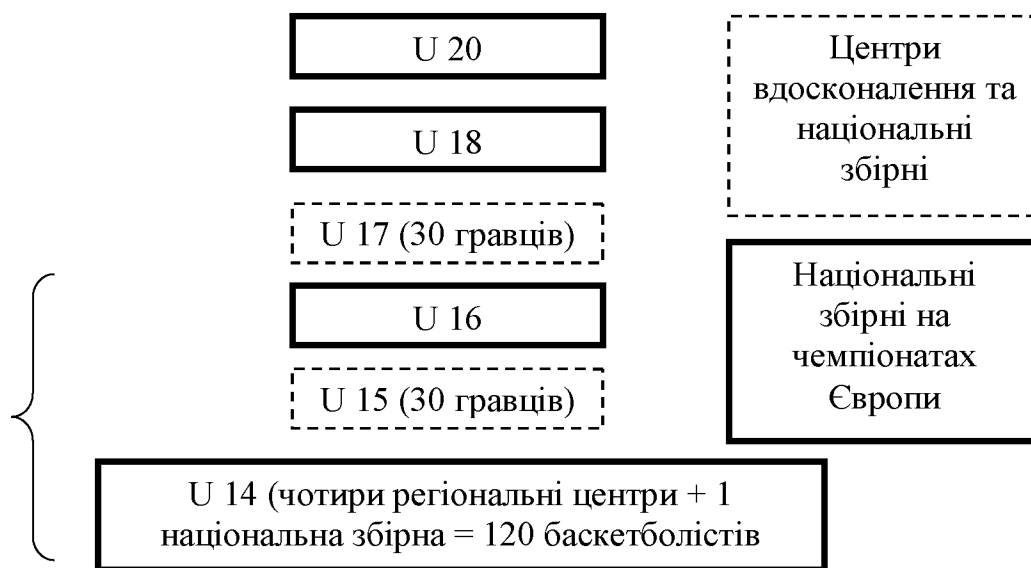 U 20
U 18
U 17 (30 гравців)
U 16
U 15 (30 гравців)
U 14 (чотири регіональні центри + 1
національна збірна = 120 баскетболістів
Центри
вдосконалення та
національні
збірні
Національні
збірні на
чемпіонатах
Європи